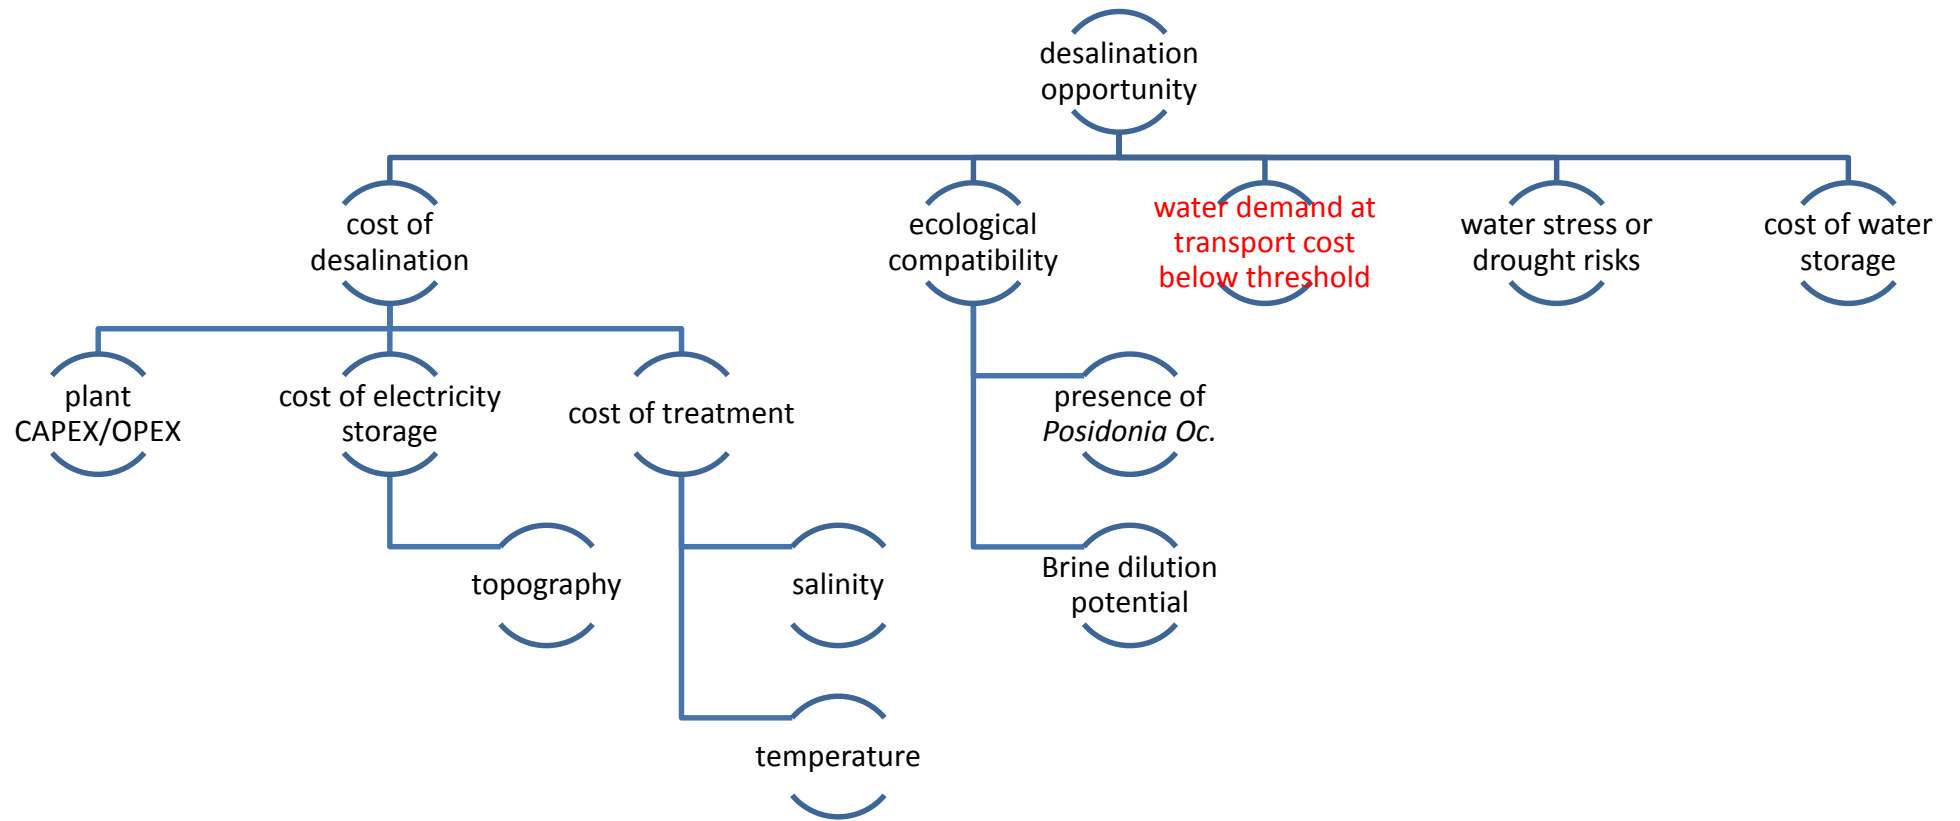 desalination
opportunity
cost of
desalination
ecological
compatibility
water demand at
transport cost
below threshold
water stress or
drought risks
cost of water
storage
plant
CAPEX/OPEX
cost of electricity
storage
cost of treatment
presence of
Posidonia Oc.
topography
salinity
Brine dilution
potential
temperature